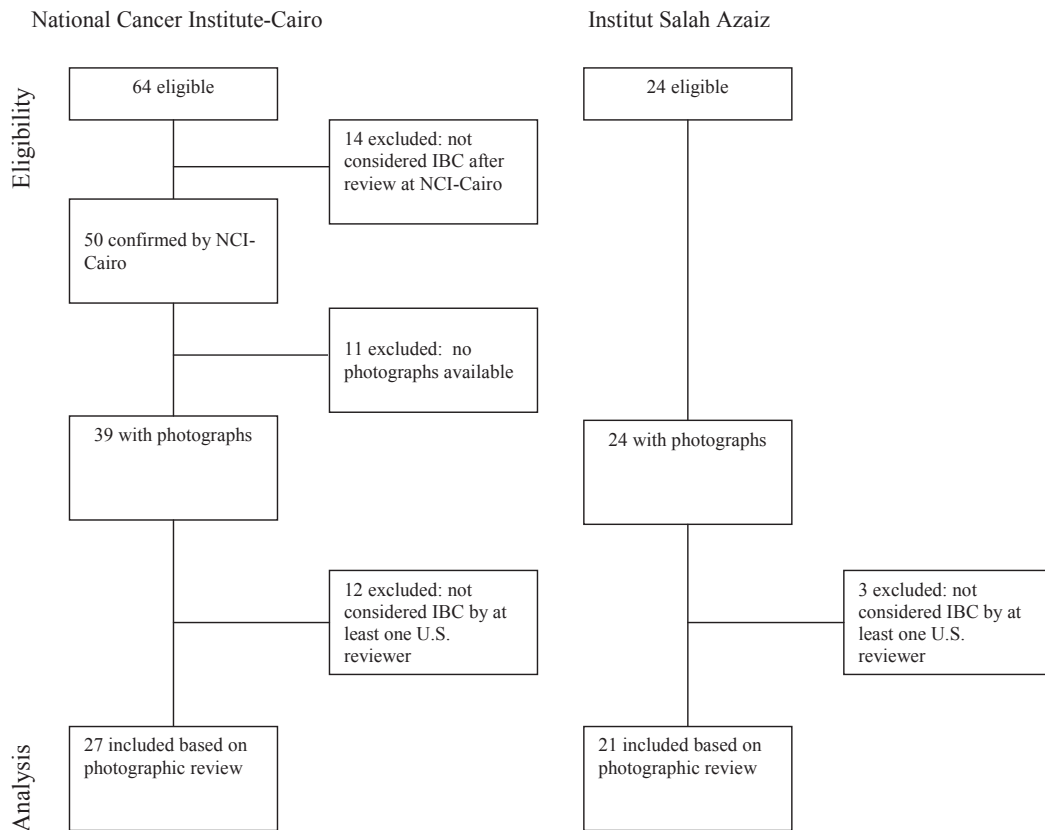 National Cancer Institute-Cairo
Institut Salah Azaiz
Eligibility
64 eligible
24 eligible
14 excluded: not
considered IBC after
review at NCI-Cairo
50 confirmed by NCI-
Cairo
11 excluded:  no
photographs available
39 with photographs
24 with photographs
12 excluded: not
considered IBC by at
least one U.S.
reviewer
3 excluded: not
considered IBC by at
least one U.S.
reviewer
Analysis
27 included based on
photographic review
21 included based on
photographic review